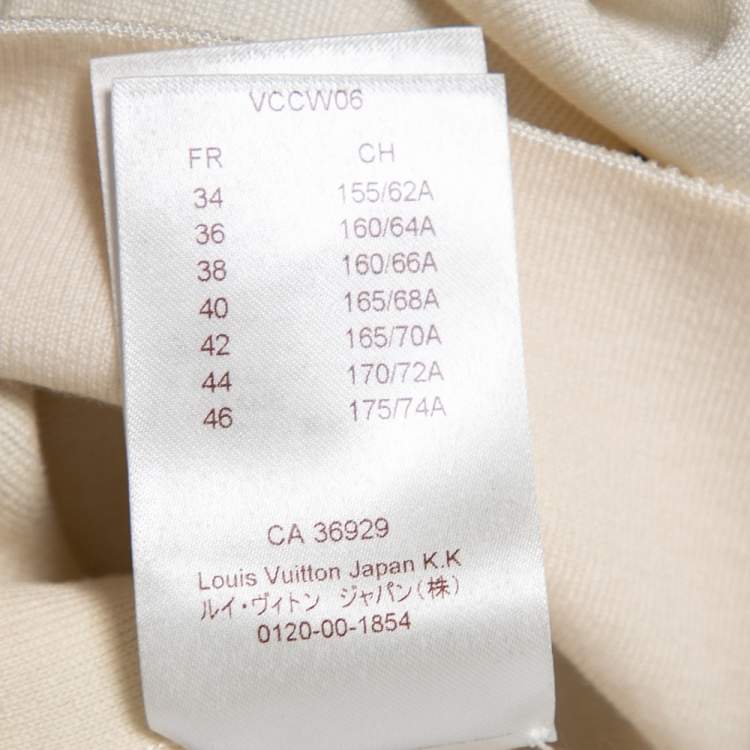 VCCW06
FR CH
34 155/62A
36 160/64A
38 160/66A
40 165/68A
42 165/70A
44 170/72A
46 175/74A
CA 36929
Louis Vuitton Japan K.K
ルイ・ヴィトン ジャパン(株)
0120-00-1854